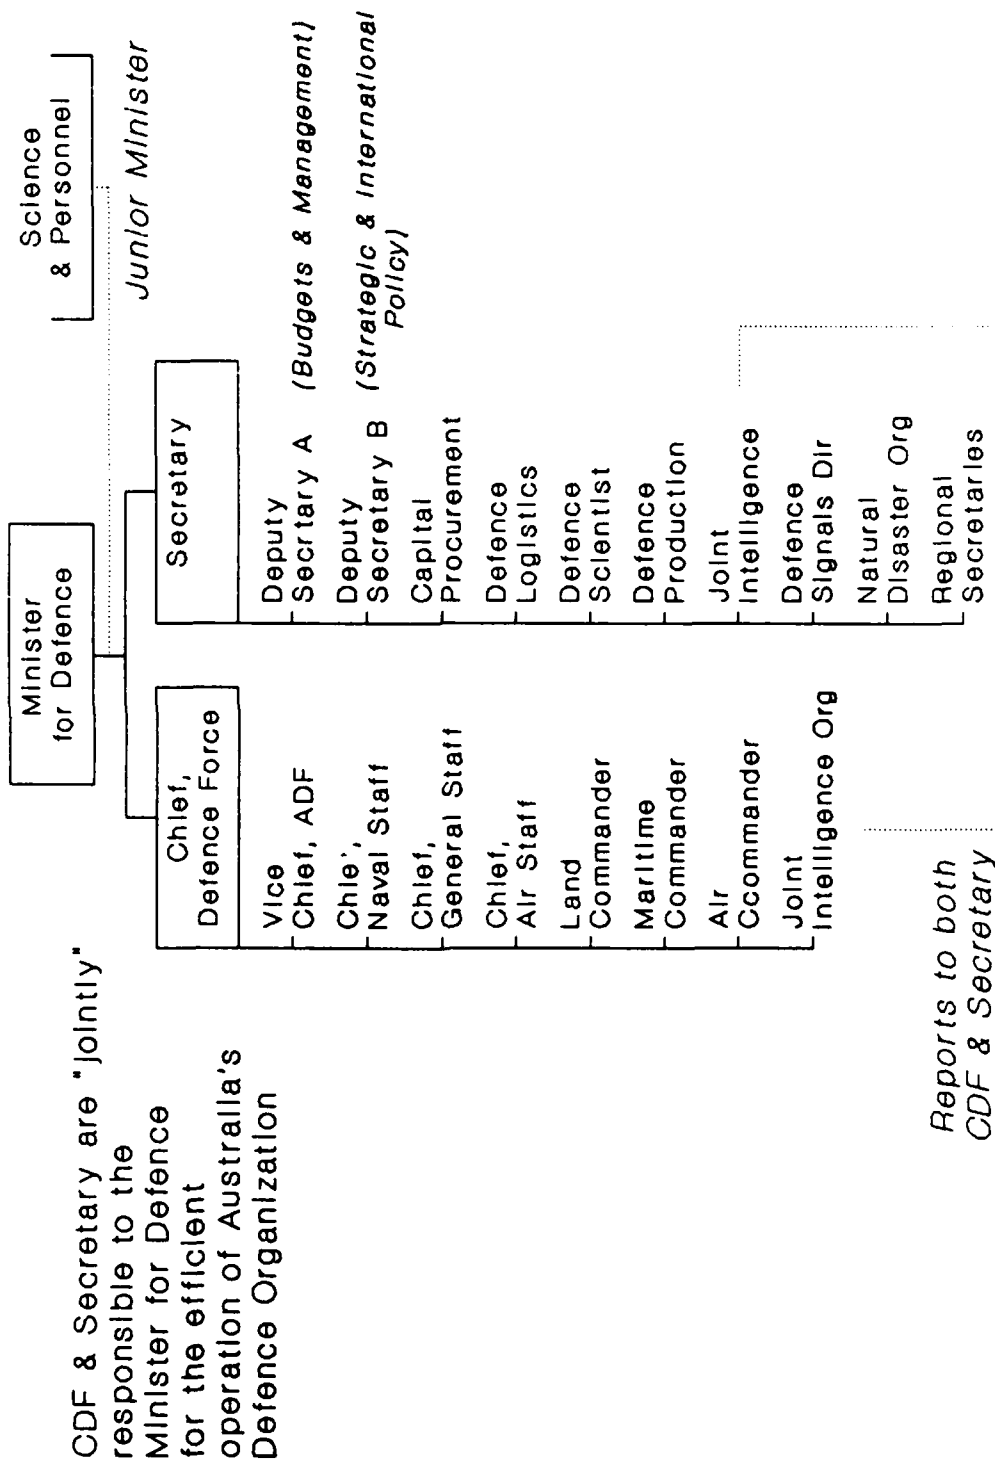 CDF & Secretary are "jointly"
responsible to the
Minister for Defence
for the efficient
operation of Australia's
Defence Organization
Minister
for Defence
Science
& Personnel
Junior Minister
Chief,
Defence Force
Vice
Chief, ADF
Chie',
Naval Staff
Chief,
General Staff
Chief,
Air Staff
Land
Commander
Maritime
Commander
Air
Ccommander
Joint
Intelligence Org
Secretary
Deputy
Secrtary A (Budgets & Management)
Deputy
Secretary B (Strategic & International
Policy)
Capital
Procurement
Defence
Logistics
Defence
Scientist
Defence
Production
Joint
Intelligence
Defence
Signals Dir
Natural
Disaster Org
Regional
Secretaries
Reports to both
CDF & Secretary